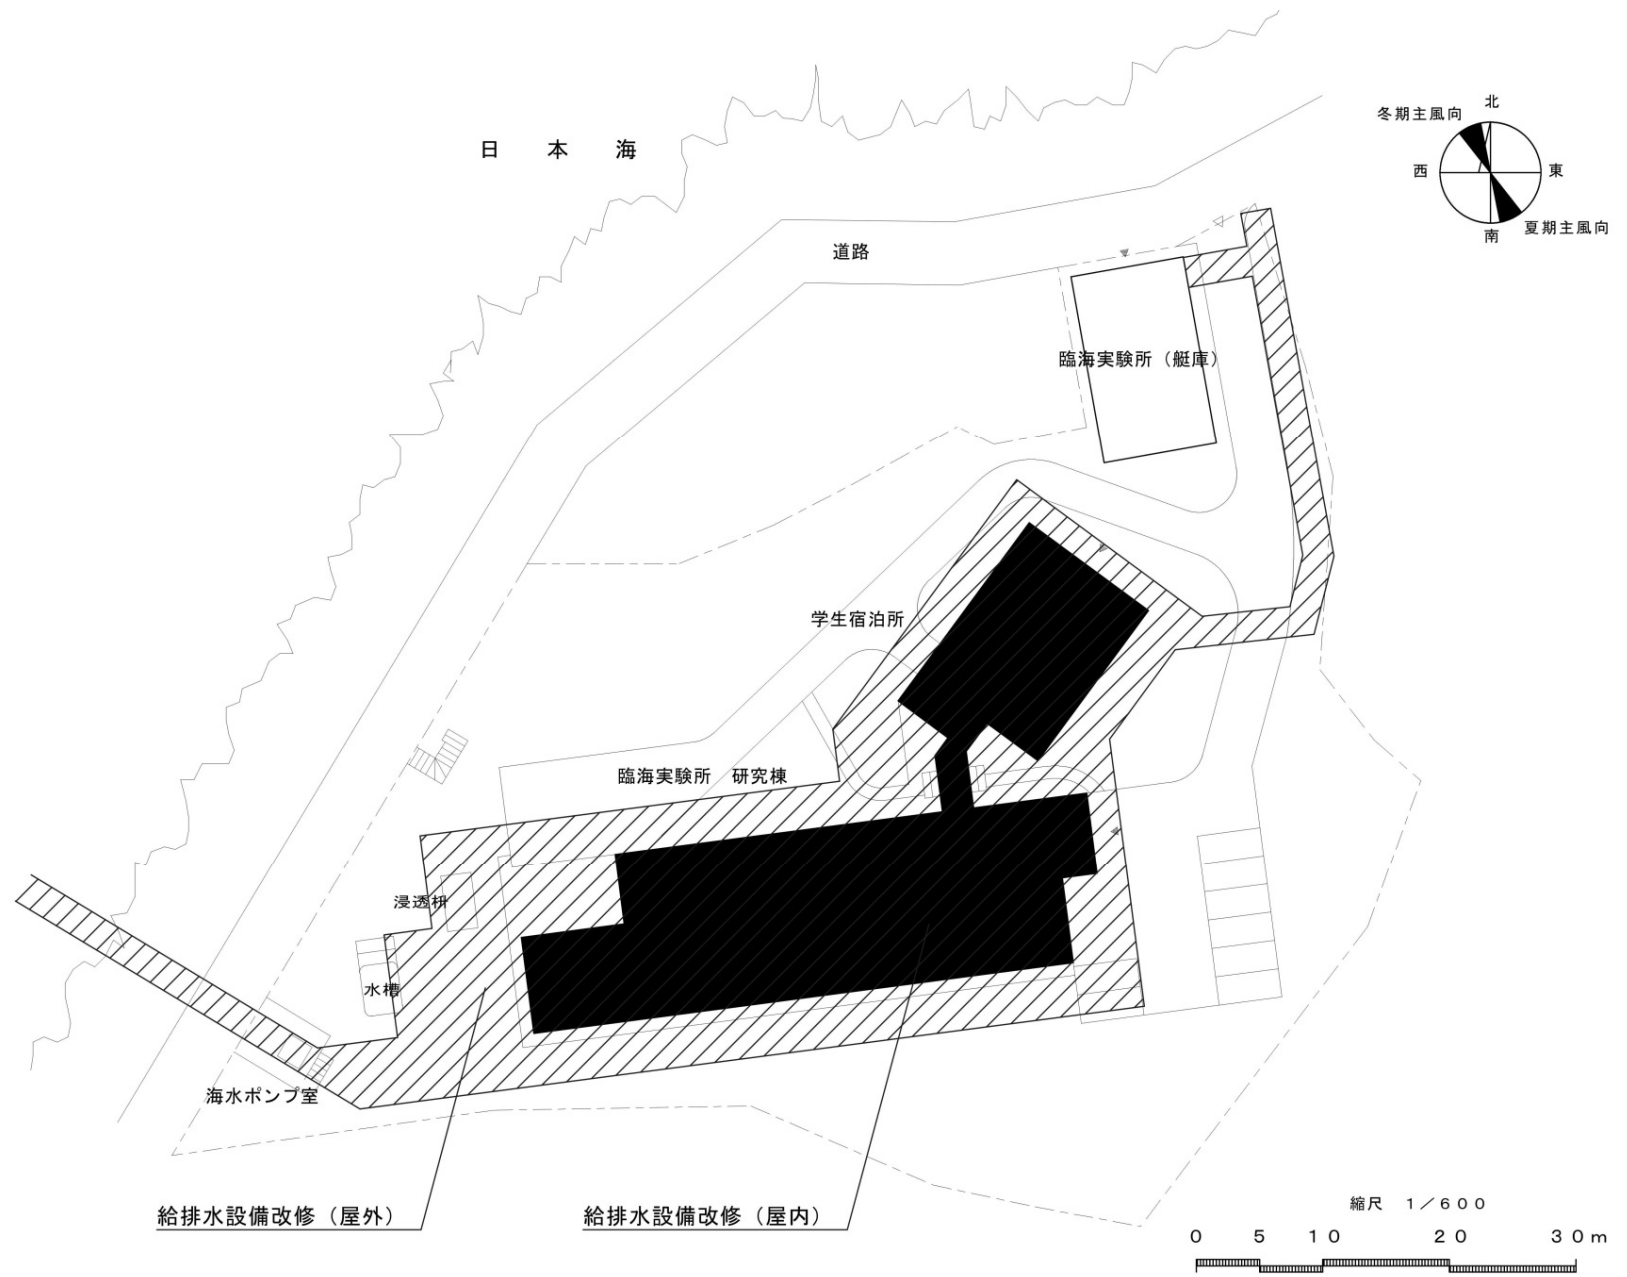 冬期主風向
北
西
東
南
夏期主風向
日 本 海
道路
臨海実験所（艇庫）
学生宿泊所
臨海実験所 研究棟
浸透枡
水槽
海水ポンプ室
給排水設備改修（屋外）
給排水設備改修（屋内）
縮尺 １／６００
０ ５ １０ ２０ ３０ｍ